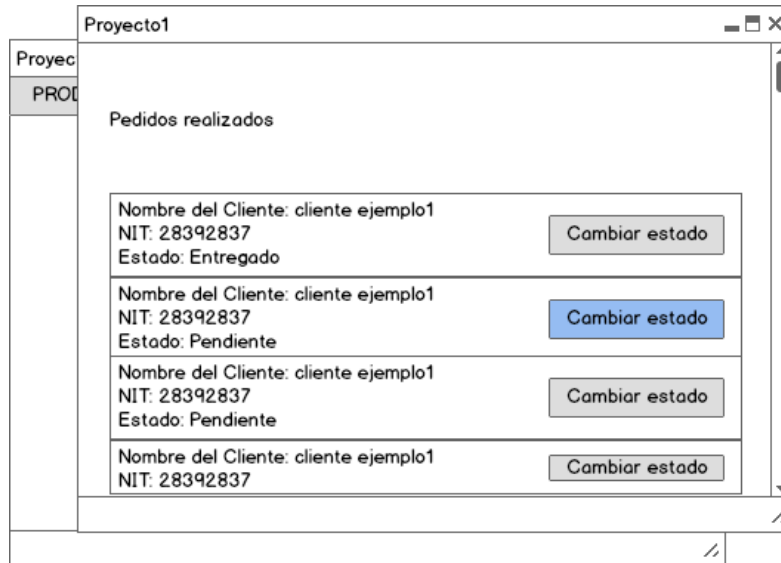 Proyecto1
Pedidos realizados
Nombre del Cliente: cliente ejemplo1
NIT: 28392837
Estado: Entregado
Cambiar estado
Nombre del Cliente: cliente ejemplo1
NIT: 28392837
Estado: Pendiente
Cambiar estado
Nombre del Cliente: cliente ejemplo1
NIT: 28392837
Estado: Pendiente
Cambiar estado
Nombre del Cliente: cliente ejemplo1
NIT: 28392837
Cambiar estado